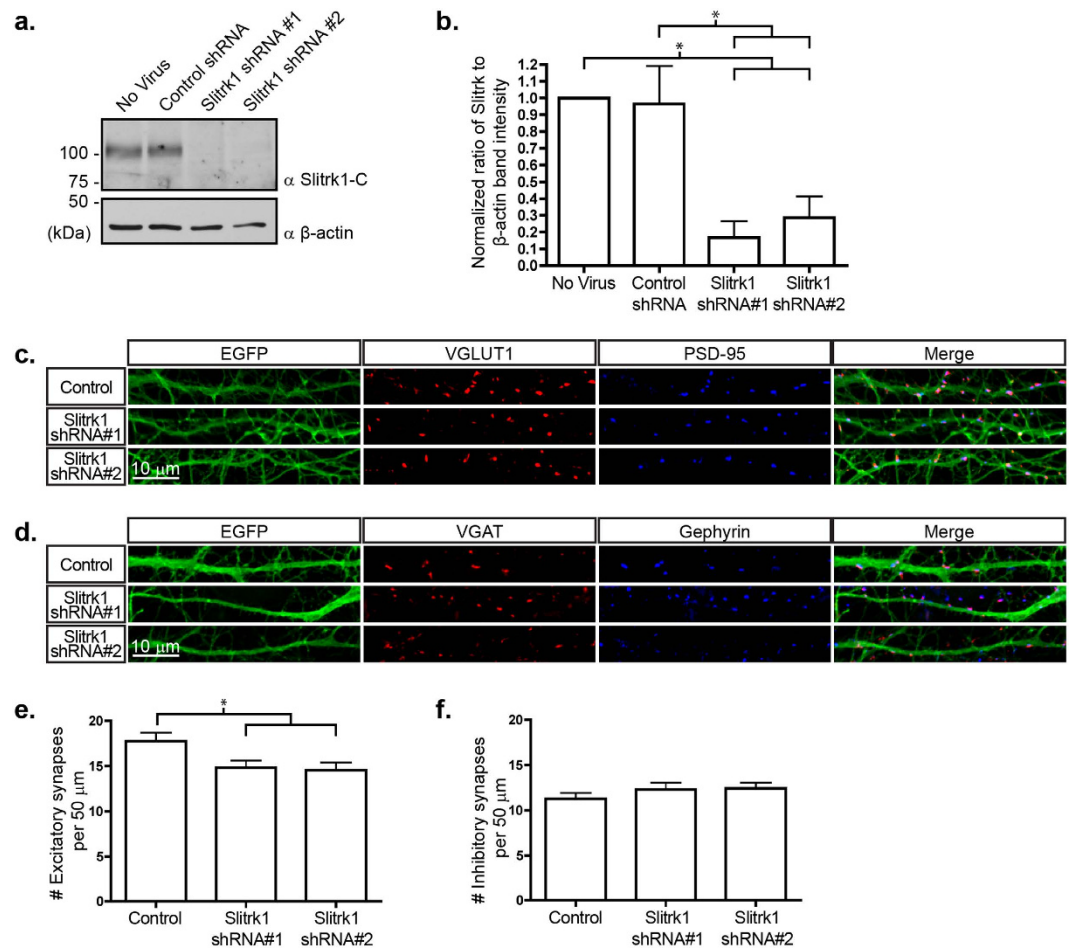 a.
No Virus
Control shRNA
Slitrk1 shRNA #1
Slitrk1 shRNA #2
100 -
75 -
50 -
(kDa)
α Slitrk1-C
α β-actin
b.
*
*
Normalized ratio of Slitrk to
β-actin band intensity
1.2
1.1
1.0
0.9
0.8
0.7
0.6
0.5
0.4
0.3
0.2
0.1
0.0
No Virus
Control
shRNA
Slitrk1
shRNA#1
Slitrk1
shRNA#2
c.
EGFP
VGLUT1
PSD-95
Merge
Control
Slitrk1
shRNA#1
Slitrk1
shRNA#2
10 μm
d.
EGFP
VGAT
Gephyrin
Merge
Control
Slitrk1
shRNA#1
Slitrk1
shRNA#2
10 μm
e.
*
# Excitatory synapses
per 50 μm
20
15
10
5
0
Control
Slitrk1
shRNA#1
Slitrk1
shRNA#2
f.
# Inhibitory synapses
per 50 μm
20
15
10
5
0
Control
Slitrk1
shRNA#1
Slitrk1
shRNA#2